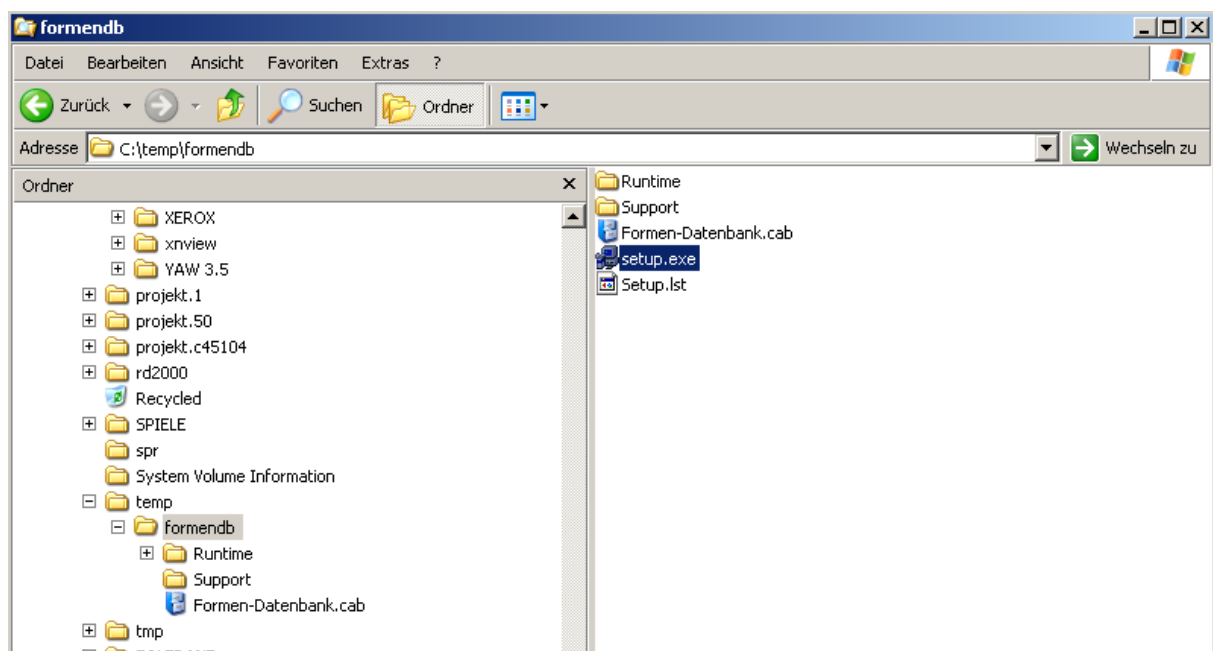 formendb
Datei Bearbeiten Ansicht Favoriten Extras ?
Zurück Suchen Ordner
Adresse C:\temp\formendb Wechseln zu
Ordner
XEROX
xnview
YAW 3.5
projekt.1
projekt.50
projekt.c45104
rd2000
Recycled
SPIELE
spr
System Volume Information
temp
formendb
Runtime
Support
Formen-Datenbank.cab
tmp
Runtime
Support
Formen-Datenbank.cab
setup.exe
Setup.lst